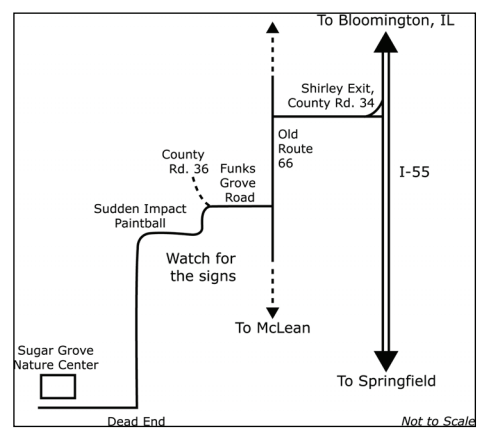 To Bloomington, IL
Shirley Exit,
County Rd. 34
Old
Route
66
I-55
County
Rd. 36
Funks
Grove
Road
Sudden Impact
Paintball
Watch for
the signs
To McLean
Sugar Grove
Nature Center
To Springfield
Dead End
Not to Scale